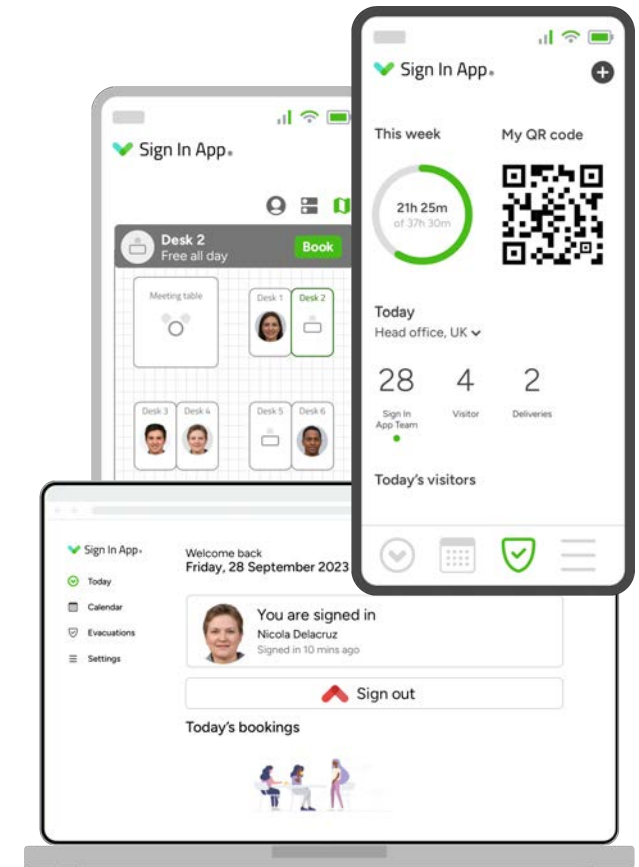 Sign In App.
This week
My QR code
21h 25m
of 37h 30m
Today
Head office, UK
28
4
2
Sign In
App Team
Visitor
Deliveries
Today's visitors
Sign In App.
Desk 2
Free all day
Book
Meeting table
Desk 1
Desk 2
Desk 3
Desk 4
Desk 5
Desk 6
Sign In App.
Today
Calendar
Evacuations
Settings
Welcome back
Friday, 28 September 2023
You are signed in
Nicola Delacruz
Signed in 10 mins ago
Sign out
Today's bookings